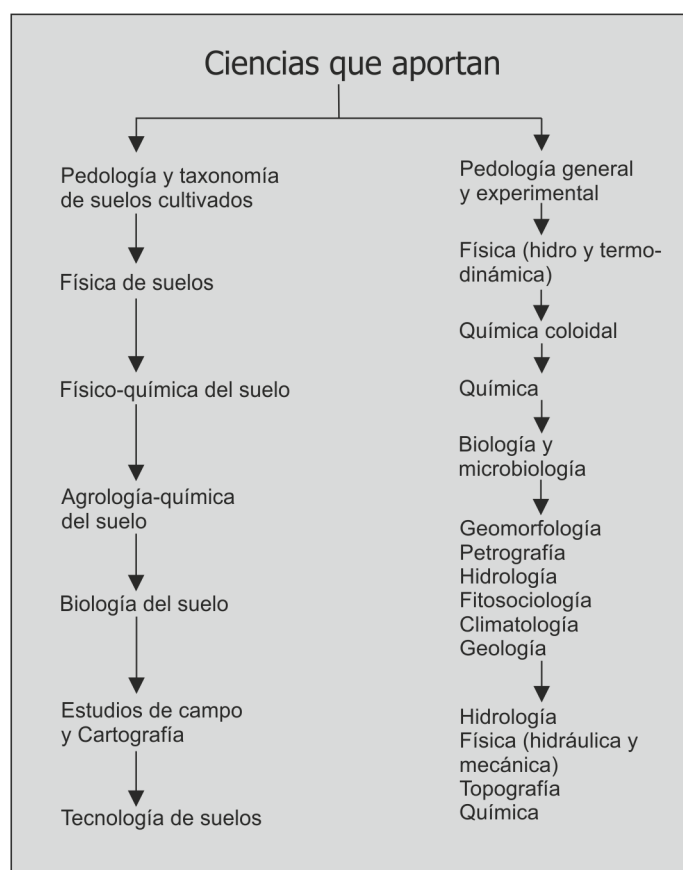 Ciencias que aportan
Pedología y taxonomía
de suelos cultivados
Física de suelos
Físico-química del suelo
Agrología-química
del suelo
Biología del suelo
Estudios de campo
y Cartografía
Tecnología de suelos
Pedología general
y experimental
Física (hidro y termo-
dinámica)
Química coloidal
Química
Biología y
microbiología
Geomorfología
Petrografía
Hidrología
Fitosociología
Climatología
Geología
Hidrología
Física (hidráulica y
mecánica)
Topografía
Química